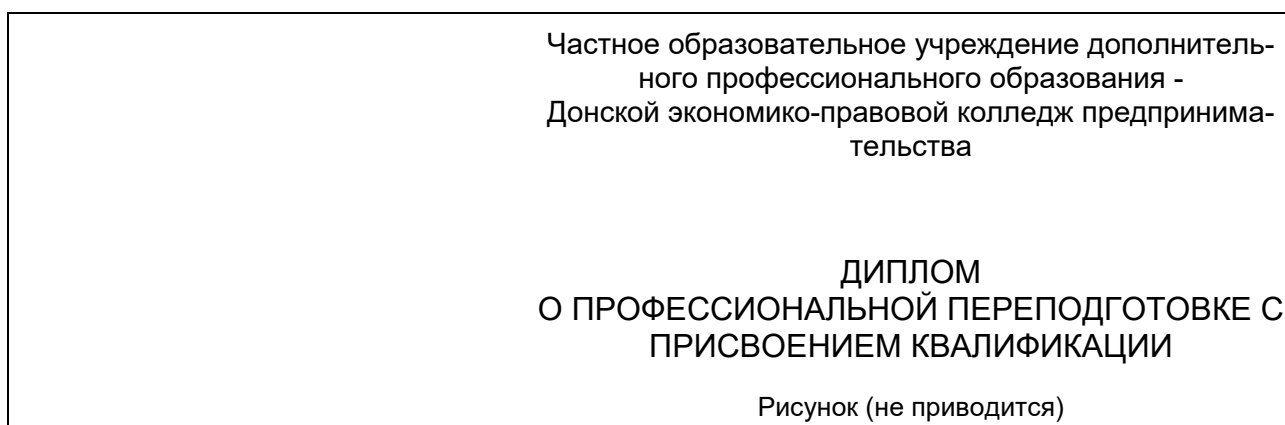 Частное образовательное учреждение дополнитель-
ного профессионального образования -
Донской экономико-правовой колледж предпринима-
тельства
ДИПЛОМ
О ПРОФЕССИОНАЛЬНОЙ ПЕРЕПОДГОТОВКЕ С
ПРИСВОЕНИЕМ КВАЛИФИКАЦИИ
Рисунок (не приводится)